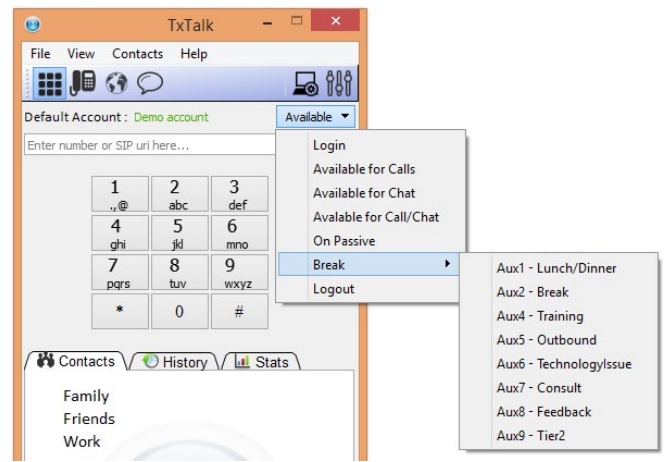 TxTalk
File View Contacts Help
Default Account : Demo account
Available
Enter number or SIP uri here...
1 2 3
.,@ abc def
4 5 6
ghi jkl mno
7 8 9
pqrs tuv wxyz
* 0 #
Login
Available for Calls
Available for Chat
Avalable for Call/Chat
On Passive
Break
Logout
Aux1 - Lunch/Dinner
Aux2 - Break
Aux4 - Training
Aux5 - Outbound
Aux6 - TechnologyIssue
Aux7 - Consult
Aux8 - Feedback
Aux9 - Tier2
Contacts History Stats
Family
Friends
Work